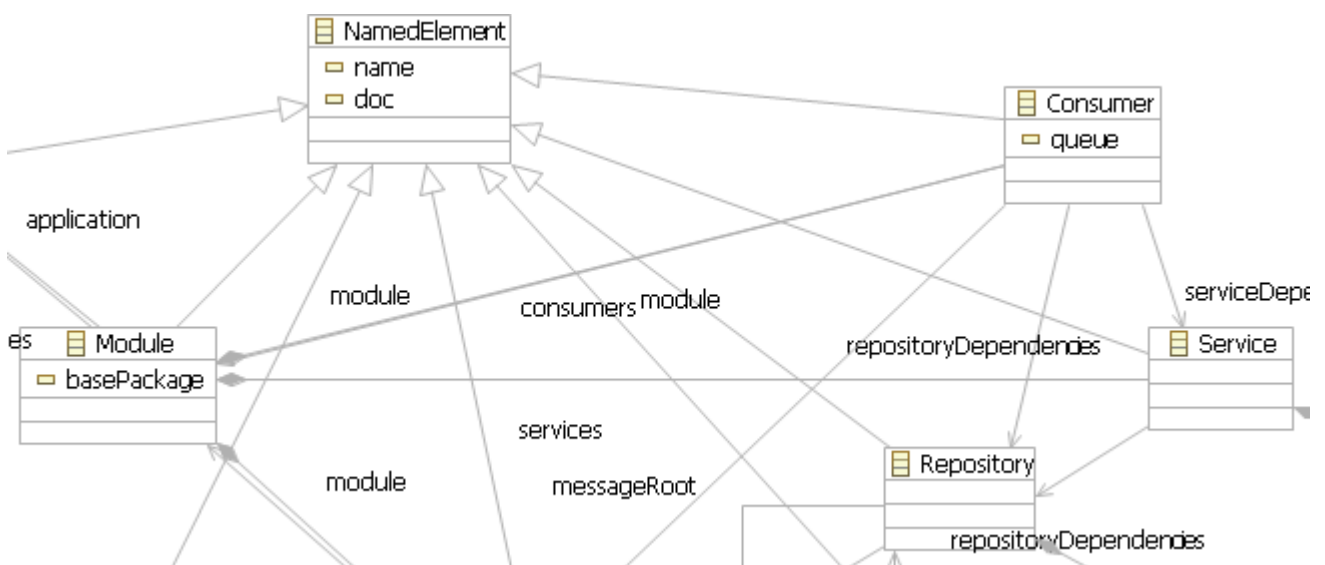 NamedElement
name
doc
Consumer
queue
application
module
consumers
module
serviceDepe
es
Module
basePackage
repositoryDependencies
Service
services
Repository
module
messageRoot
repositoryDependencies